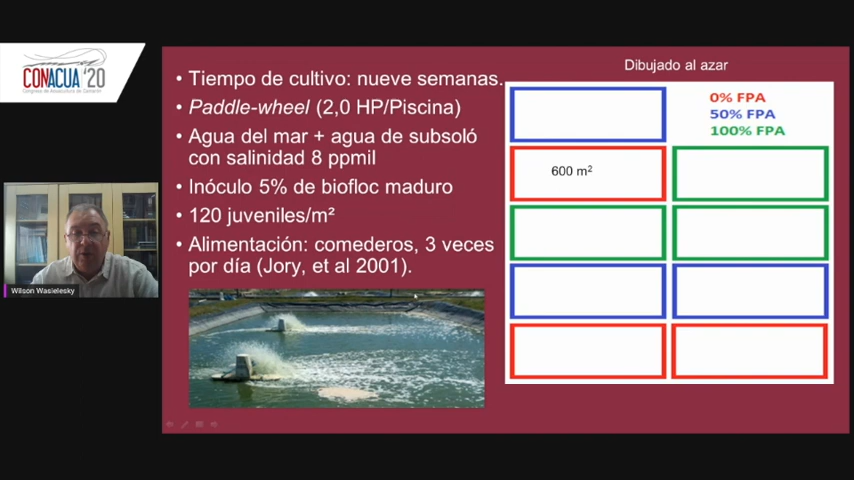 CONACUA '20
Congreso de Acuacultura de Camarón
Wilson Wasielesky
• Tiempo de cultivo: nueve semanas.
• Paddle-wheel (2,0 HP/Piscina)
• Agua del mar + agua de subsoló
con salinidad 8 ppmil
• Inóculo 5% de biofloc maduro
• 120 juveniles/m²
• Alimentación: comederos, 3 veces
por día (Jory, et al 2001).
Dibujado al azar
0% FPA
50% FPA
100% FPA
600 m²